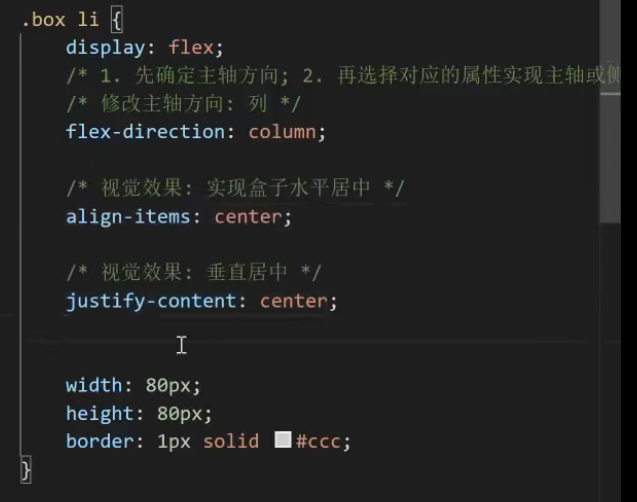 .box li {
display: flex;
/* 1. 先确定主轴方向; 2. 再选择对应的属性实现主轴或侧
/* 修改主轴方向: 列 */
flex-direction: column;
/* 视觉效果: 实现盒子水平居中 */
align-items: center;
/* 视觉效果: 垂直居中 */
justify-content: center;
width: 80px;
height: 80px;
border: 1px solid #ccc;
}